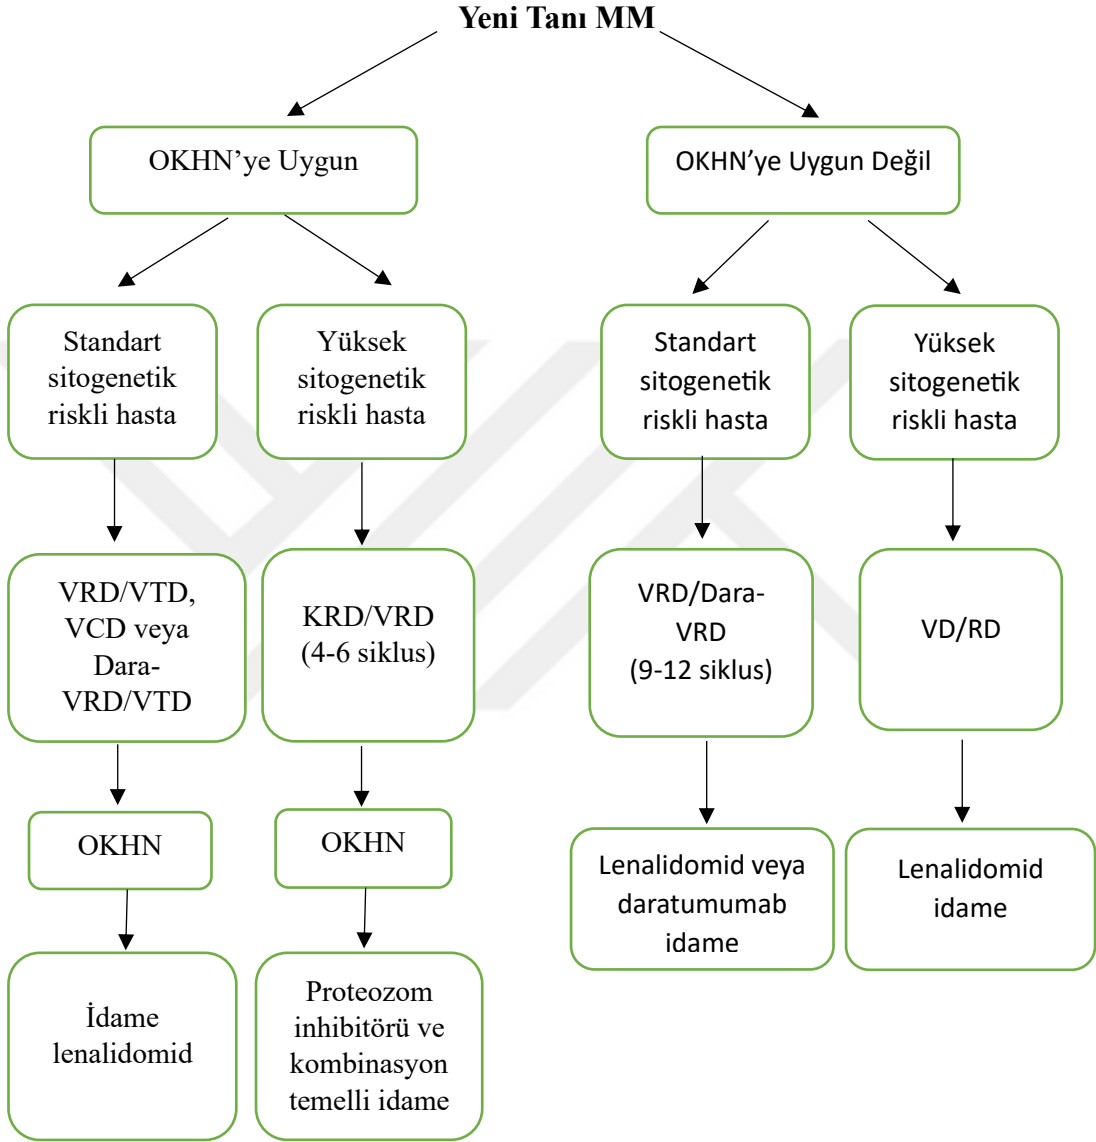 Yeni Tanı MM
OKHN’ye Uygun
OKHN’ye Uygun Değil
Standart
sitogenetik
riskli hasta
Yüksek
sitogenetik
riskli hasta
Standart
sitogenetik
riskli hasta
Yüksek
sitogenetik
riskli hasta
VRD/VTD,
VCD veya
Dara-
VRD/VTD
KRD/VRD
(4-6 siklus)
VRD/Dara-
VRD
(9-12 siklus)
VD/RD
OKHN
OKHN
Lenalidomid veya
daratumumab
idame
Lenalidomid
idame
İdame
lenalidomid
Proteozom
inhibitörü ve
kombinasyon
temelli idame